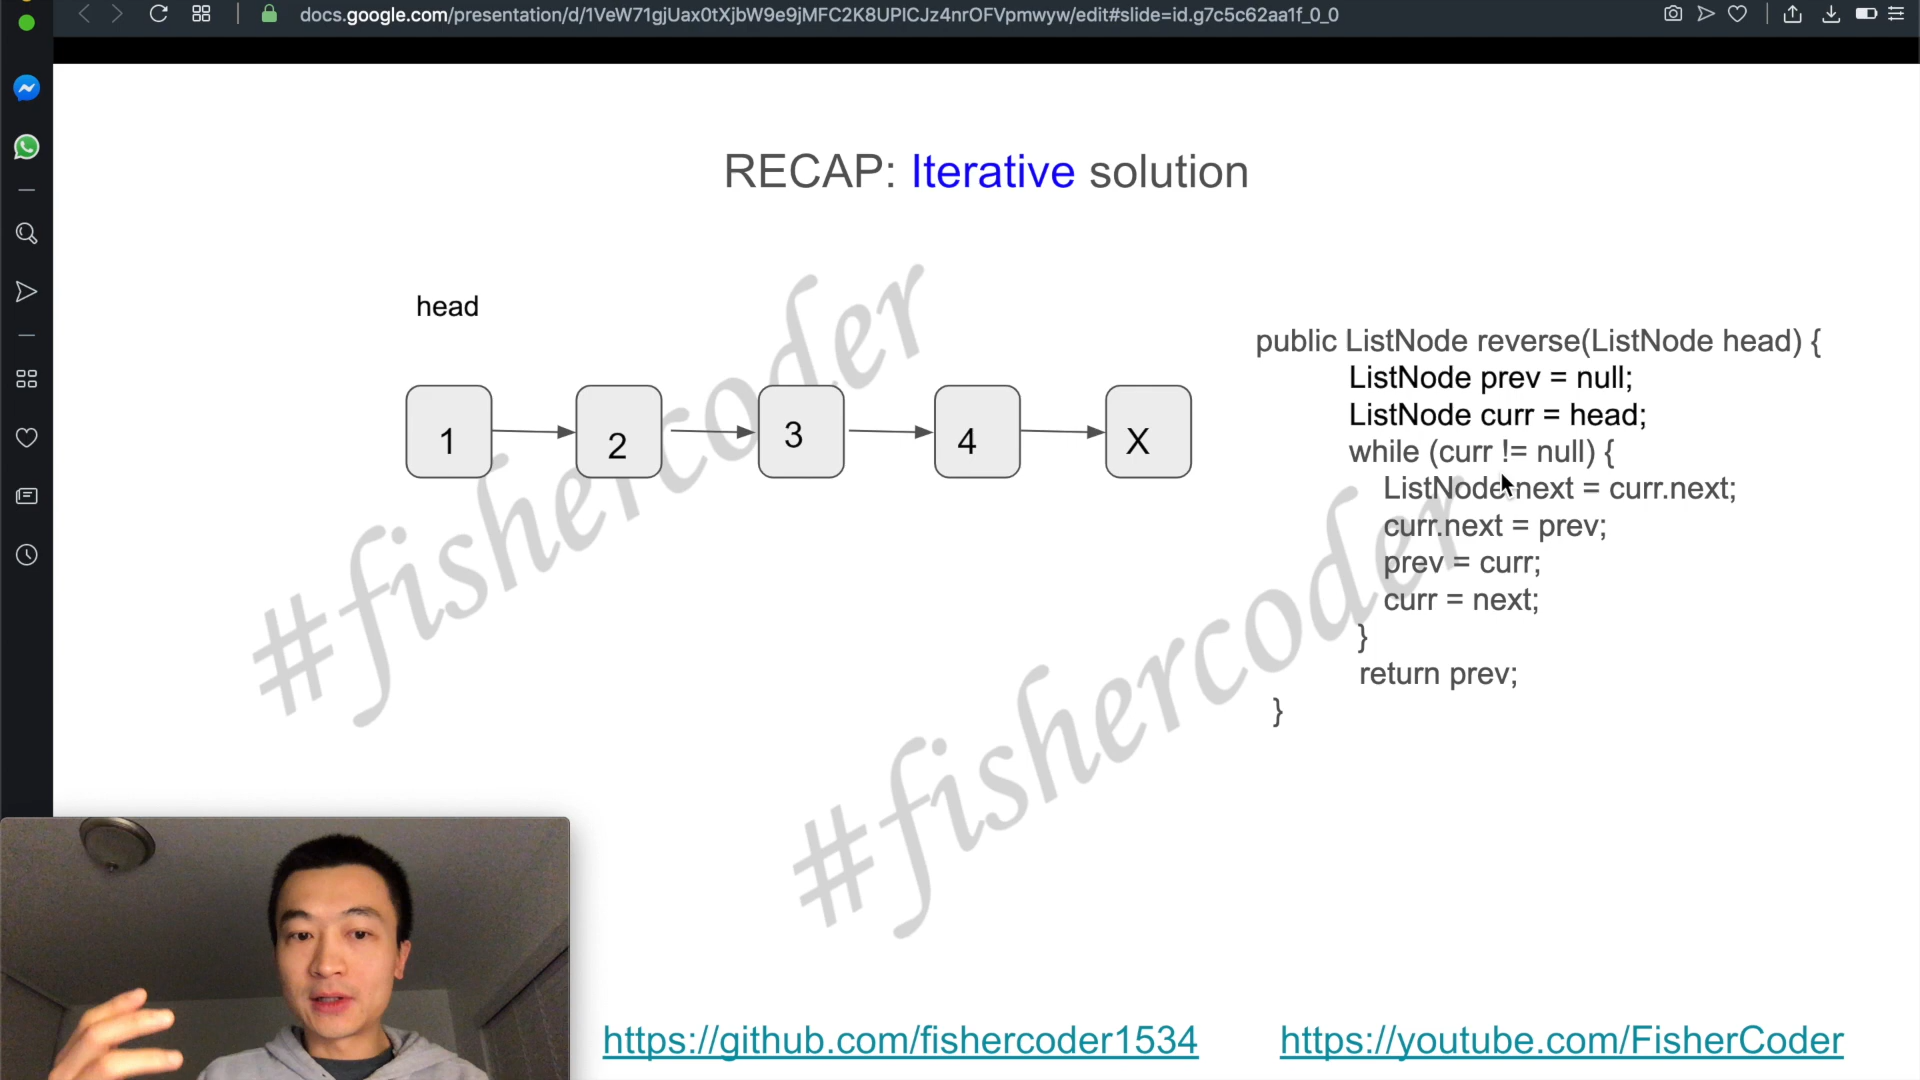 docs.google.com/presentation/d/1VeW71gjUax0tXjbW9e9jMFC2K8UPlCJz4nrOFVpmwyw/edit#slide=id.g7c5c62aa1f_0_0
RECAP: Iterative solution
head
1
2
3
4
X
public ListNode reverse(ListNode head) {
ListNode prev = null;
ListNode curr = head;
while (curr != null) {
ListNode next = curr.next;
curr.next = prev;
prev = curr;
curr = next;
}
return prev;
}
#fishercoder
#fishercoder
https://github.com/fishercoder1534
https://youtube.com/FisherCoder